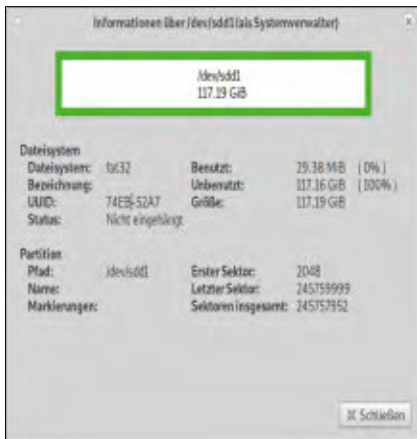 Informationen über /dev/sdd1 (als Systemverwalter)
/dev/sdd1
117.19 GiB
Dateisystem
Dateisystem: fat32 Benutzt: 29.38 MiB ( 0% )
Bezeichnung: Unbenutzt: 117.16 GiB ( 100% )
UUID: 74EB-52A7 Größe: 117.19 GiB
Status: Nicht eingehängt
Partition
Pfad: /dev/sdd1 Erster Sektor: 2048
Name: Letzter Sektor: 245759999
Markierungen: Sektoren insgesamt: 245757952
Schließen